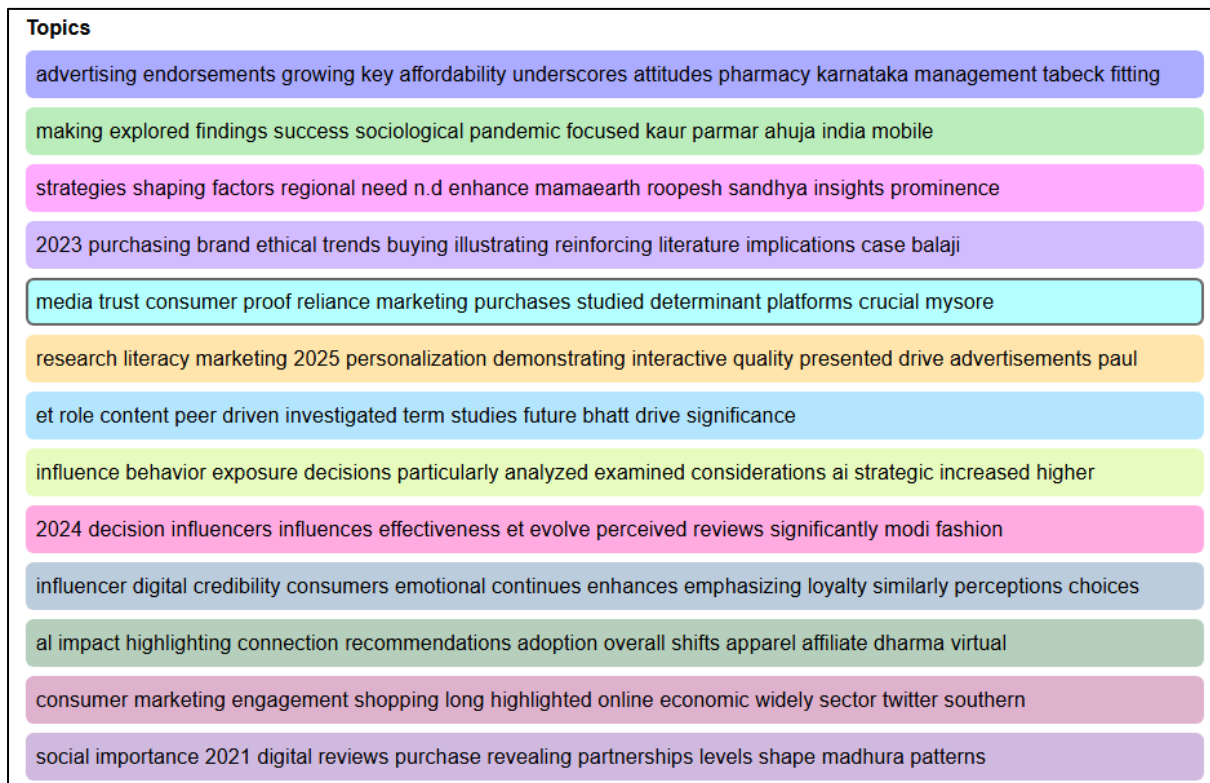 Topics
advertising endorsements growing key affordability underscores attitudes pharmacy karnataka management tabeck fitting
making explored findings success sociological pandemic focused kaur parmar ahuja india mobile
strategies shaping factors regional need n.d enhance mamaearth roopesh sandhya insights prominence
2023 purchasing brand ethical trends buying illustrating reinforcing literature implications case balaji
media trust consumer proof reliance marketing purchases studied determinant platforms crucial mysore
research literacy marketing 2025 personalization demonstrating interactive quality presented drive advertisements paul
et role content peer driven investigated term studies future bhatt drive significance
influence behavior exposure decisions particularly analyzed examined considerations ai strategic increased higher
2024 decision influencers influences effectiveness et evolve perceived reviews significantly modi fashion
influencer digital credibility consumers emotional continues enhances emphasizing loyalty similarly perceptions choices
al impact highlighting connection recommendations adoption overall shifts apparel affiliate dharma virtual
consumer marketing engagement shopping long highlighted online economic widely sector twitter southern
social importance 2021 digital reviews purchase revealing partnerships levels shape madhura patterns